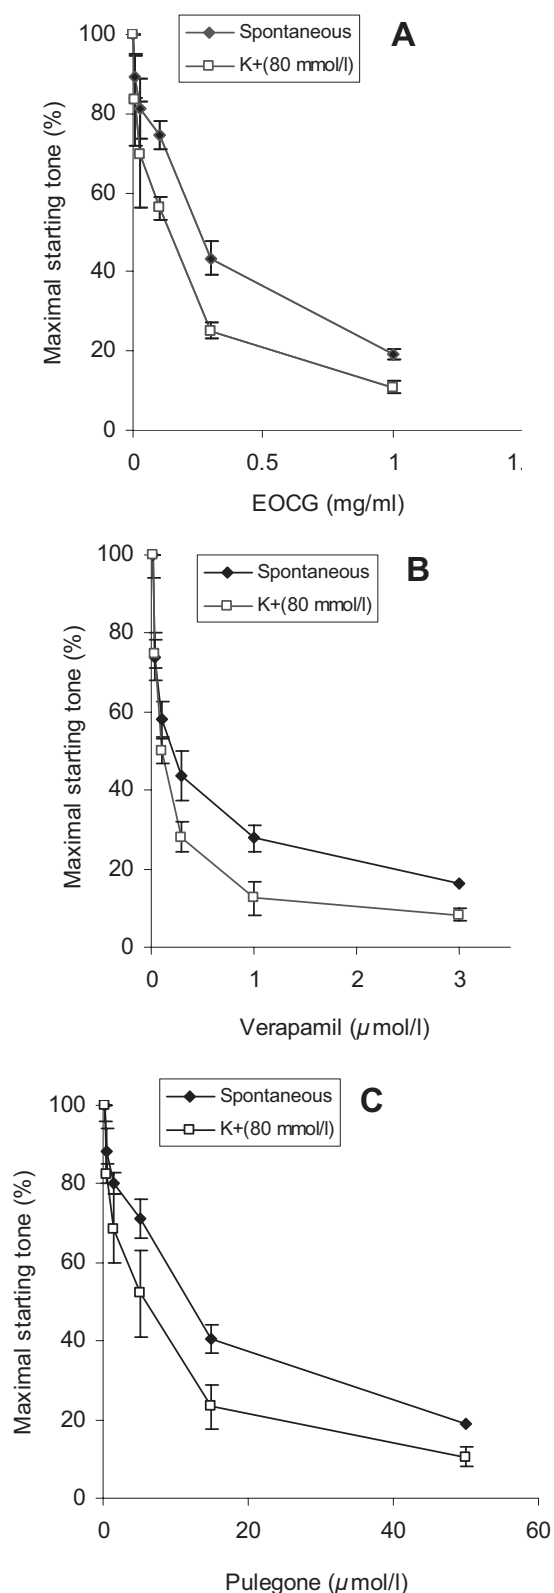 100
80
60
40
20
0
Maximal starting tone (%)
Spontaneous
K+(80 mmol/l)
A
0 0.5 1 1.
EOCG (mg/ml)
100
80
60
40
20
0
Maximal starting tone (%)
Spontaneous
K+(80 mmol/l)
B
0 1 2 3
Verapamil (µmol/l)
100
80
60
40
20
0
Maximal starting tone (%)
Spontaneous
K+(80 mmol/l)
C
0 20 40 60
Pulegone (µmol/l)